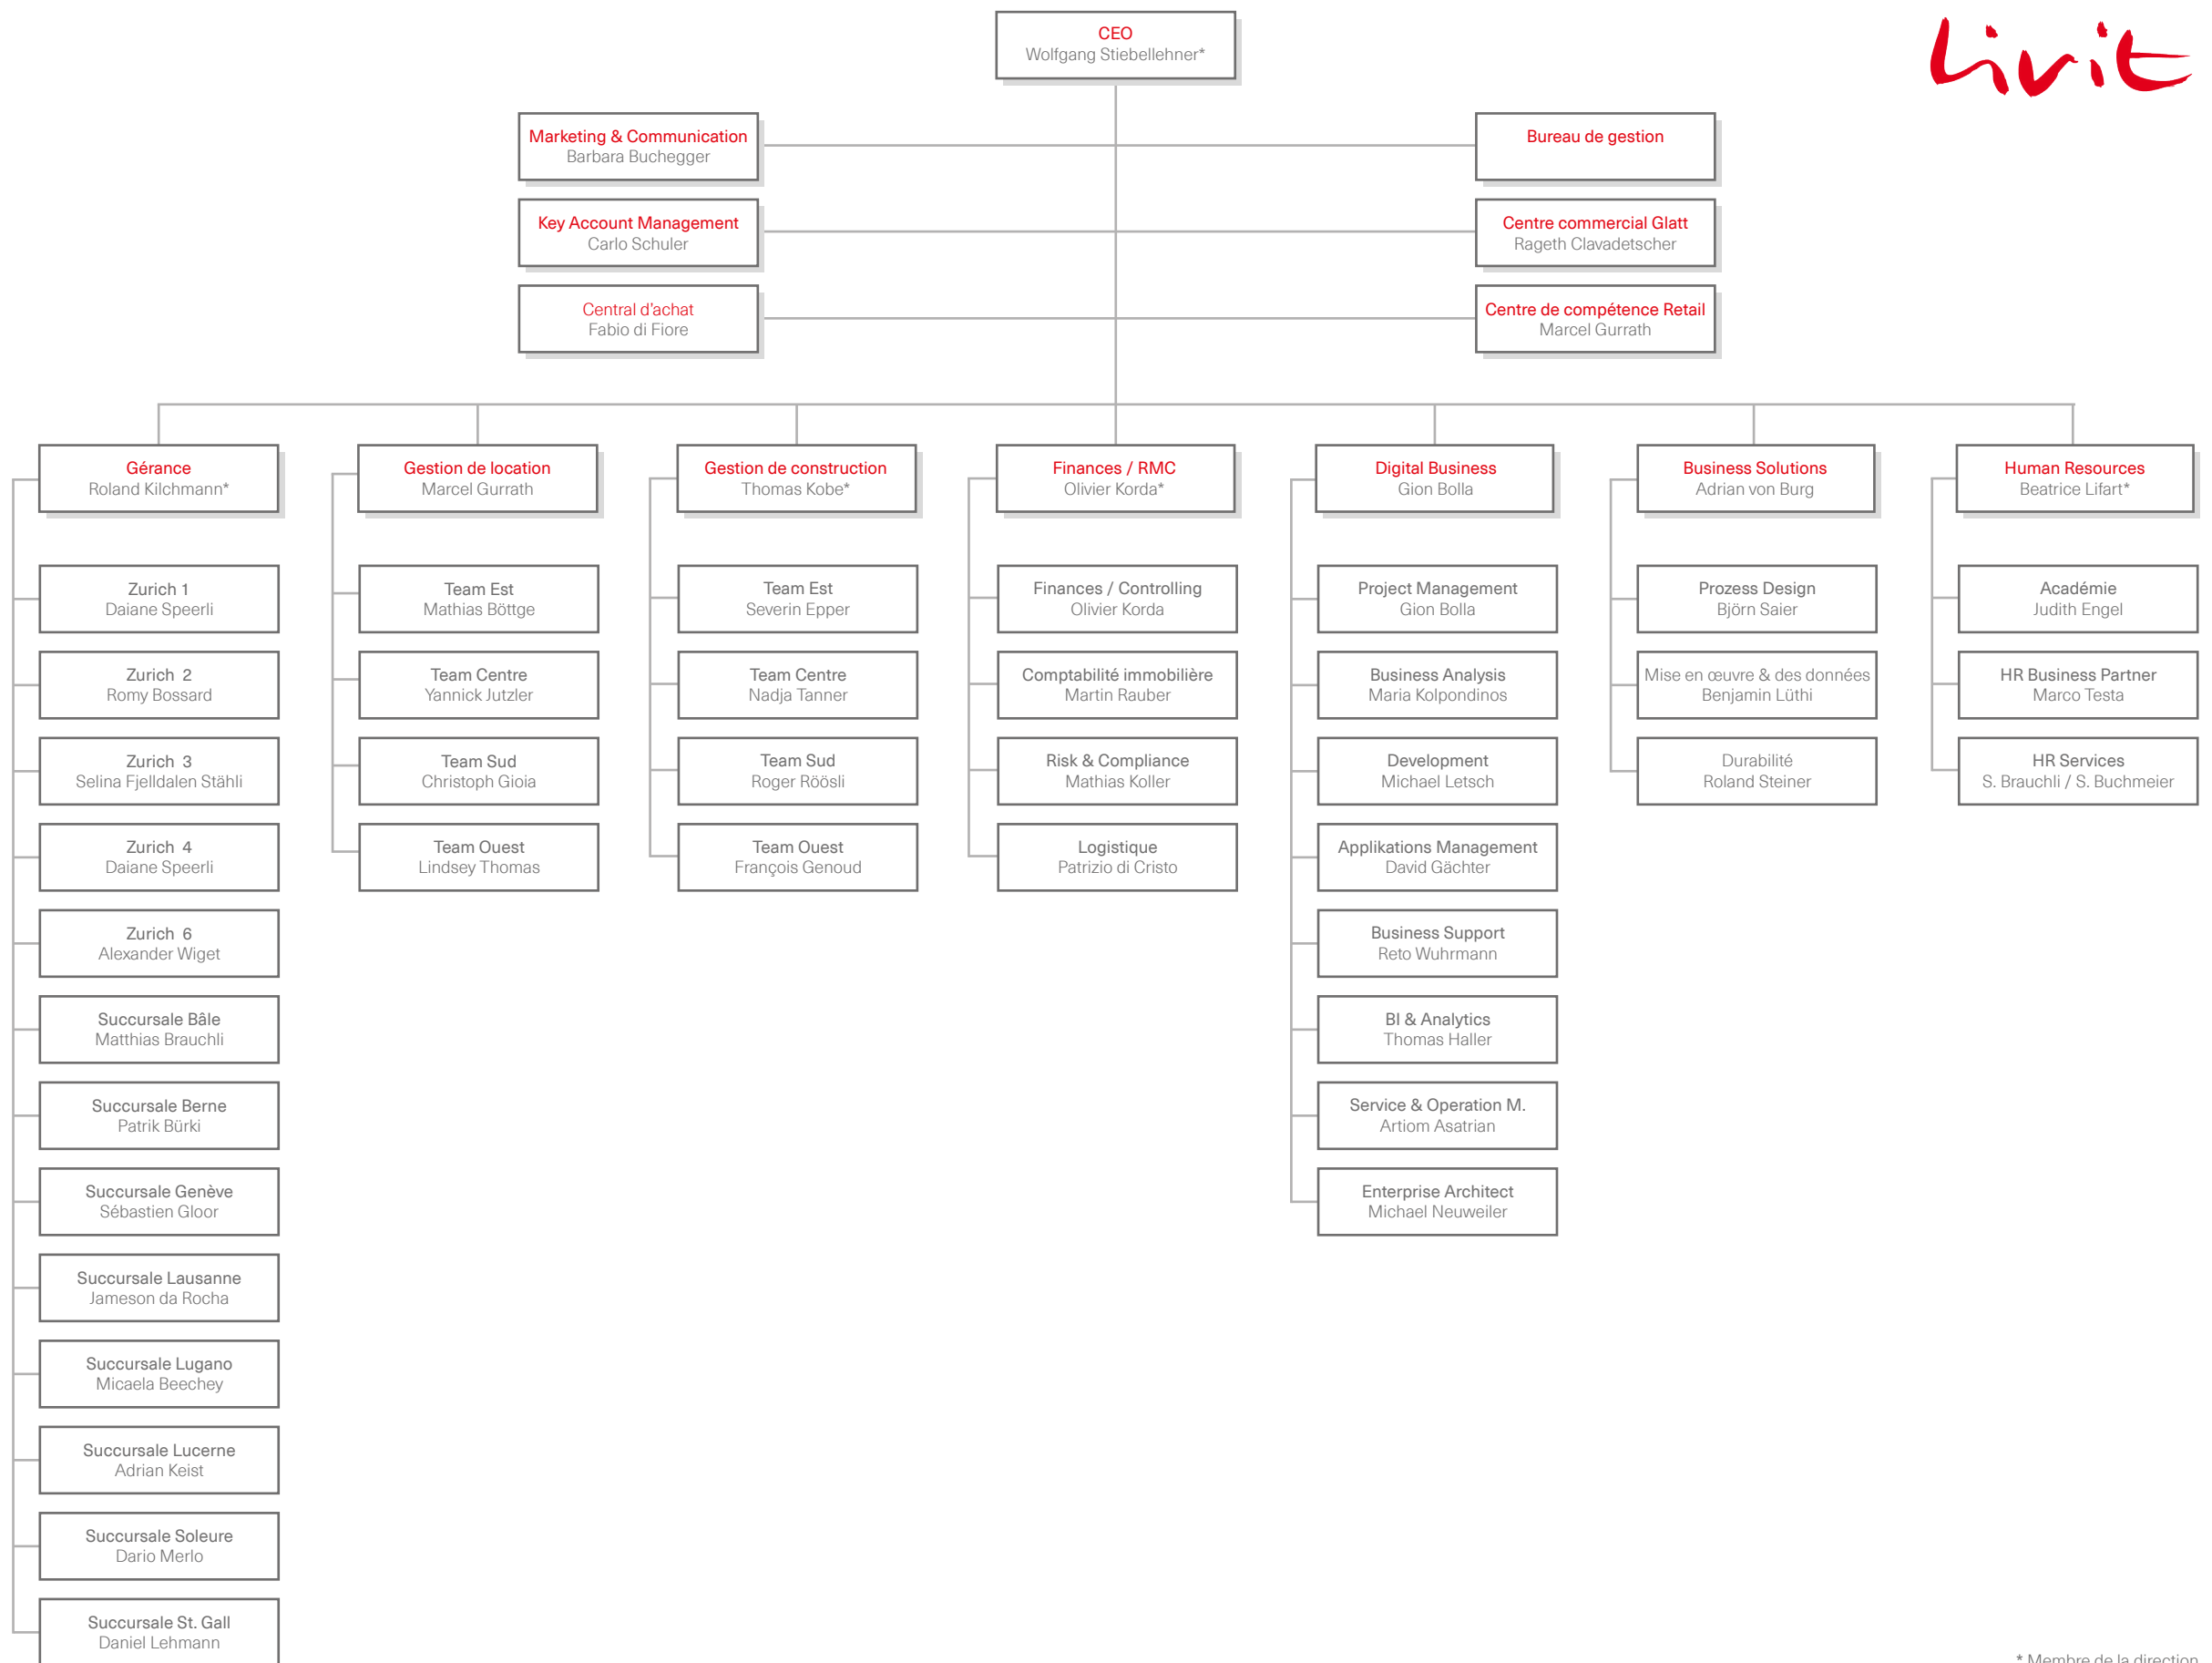 CEO
Wolfgang Stiebellehner*
Livit
Marketing & Communication
Barbara Buchegger
Bureau de gestion
Key Account Management
Carlo Schuler
Centre commercial Glatt
Rageth Clavadetscher
Central d'achat
Fabio di Fiore
Centre de compétence Retail
Marcel Gurrath
Gérance
Roland Kilchmann*
Zurich 1
Daiane Speerli
Zurich 2
Romy Bossard
Zurich 3
Selina Fjelldalen Stähli
Zurich 4
Daiane Speerli
Zurich 6
Alexander Wiget
Succursale Bâle
Matthias Brauchli
Succursale Berne
Patrik Bürki
Succursale Genève
Sébastien Gloor
Succursale Lausanne
Jameson da Rocha
Succursale Lugano
Micaela Beechey
Succursale Lucerne
Adrian Keist
Succursale Soleure
Dario Merlo
Succursale St. Gall
Daniel Lehmann
Gestion de location
Marcel Gurrath
Team Est
Mathias Böttge
Team Centre
Yannick Jutzler
Team Sud
Christoph Gioia
Team Ouest
Lindsey Thomas
Gestion de construction
Thomas Kobe*
Team Est
Severin Epper
Team Centre
Nadja Tanner
Team Sud
Roger Röösli
Team Ouest
François Genoud
Finances / RMC
Olivier Korda*
Finances / Controlling
Olivier Korda
Comptabilité immobilière
Martin Rauber
Risk & Compliance
Mathias Koller
Logistique
Patrizio di Cristo
Digital Business
Gion Bolla
Project Management
Gion Bolla
Business Analysis
Maria Kolpondinos
Development
Michael Letsch
Applikations Management
David Gächter
Business Support
Reto Wuhrmann
BI & Analytics
Thomas Haller
Service & Operation M.
Artiom Asatrian
Enterprise Architect
Michael Neuweiler
Business Solutions
Adrian von Burg
Prozess Design
Björn Saier
Mise en œuvre & des données
Benjamin Lüthi
Durabilité
Roland Steiner
Human Resources
Beatrice Lifart*
Académie
Judith Engel
HR Business Partner
Marco Testa
HR Services
S. Brauchli / S. Buchmeier
* Membre de la direction